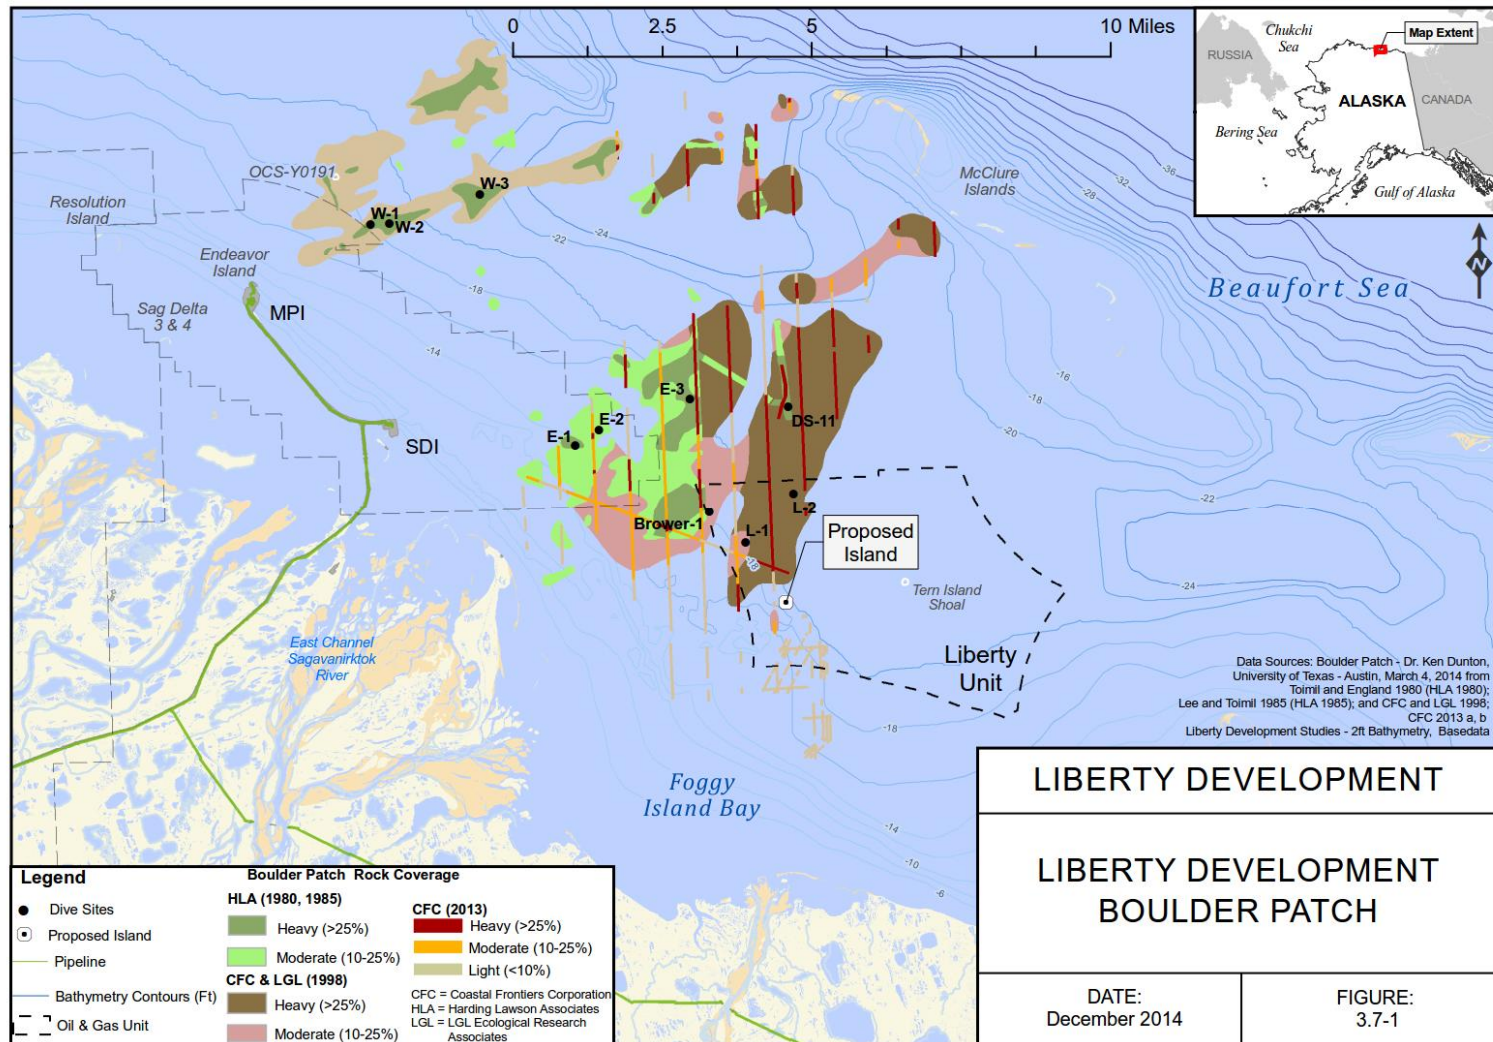 0
2.5
5
10 Miles
RUSSIA
Chukchi
Sea
Map Extent
ALASKA
CANADA
Bering Sea
Gulf of Alaska
N
OCS-Y0191
W-3
W-1
W-2
Resolution
Island
Endeavor
Island
MPI
Sag Delta
3 & 4
SDI
McClure
Islands
Beaufort Sea
-36
-32
-28
-24
-22
-18
-14
-16
-18
-20
-22
-24
-18
-18
-14
-10
-6
E-3
E-2
E-1
DS-11
L-2
Brower-1
L-1
Proposed
Island
Tern Island
Shoal
Liberty
Unit
East Channel
Sagavanirktok
River
Foggy
Island Bay
Data Sources: Boulder Patch - Dr. Ken Dunton,
University of Texas - Austin, March 4, 2014 from
Toimil and England 1980 (HLA 1980);
Lee and Toimil 1985 (HLA 1985); and CFC and LGL 1998;
CFC 2013 a, b
Liberty Development Studies - 2ft Bathymetry, Basedata
LIBERTY DEVELOPMENT
LIBERTY DEVELOPMENT
BOULDER PATCH
DATE:
December 2014
FIGURE:
3.7-1
Legend
Dive Sites
Proposed Island
Pipeline
Bathymetry Contours (Ft)
Oil & Gas Unit
Boulder Patch Rock Coverage
HLA (1980, 1985)
Heavy (>25%)
Moderate (10-25%)
CFC & LGL (1998)
Heavy (>25%)
Moderate (10-25%)
CFC (2013)
Heavy (>25%)
Moderate (10-25%)
Light (<10%)
CFC = Coastal Frontiers Corporation
HLA = Harding Lawson Associates
LGL = LGL Ecological Research
Associates